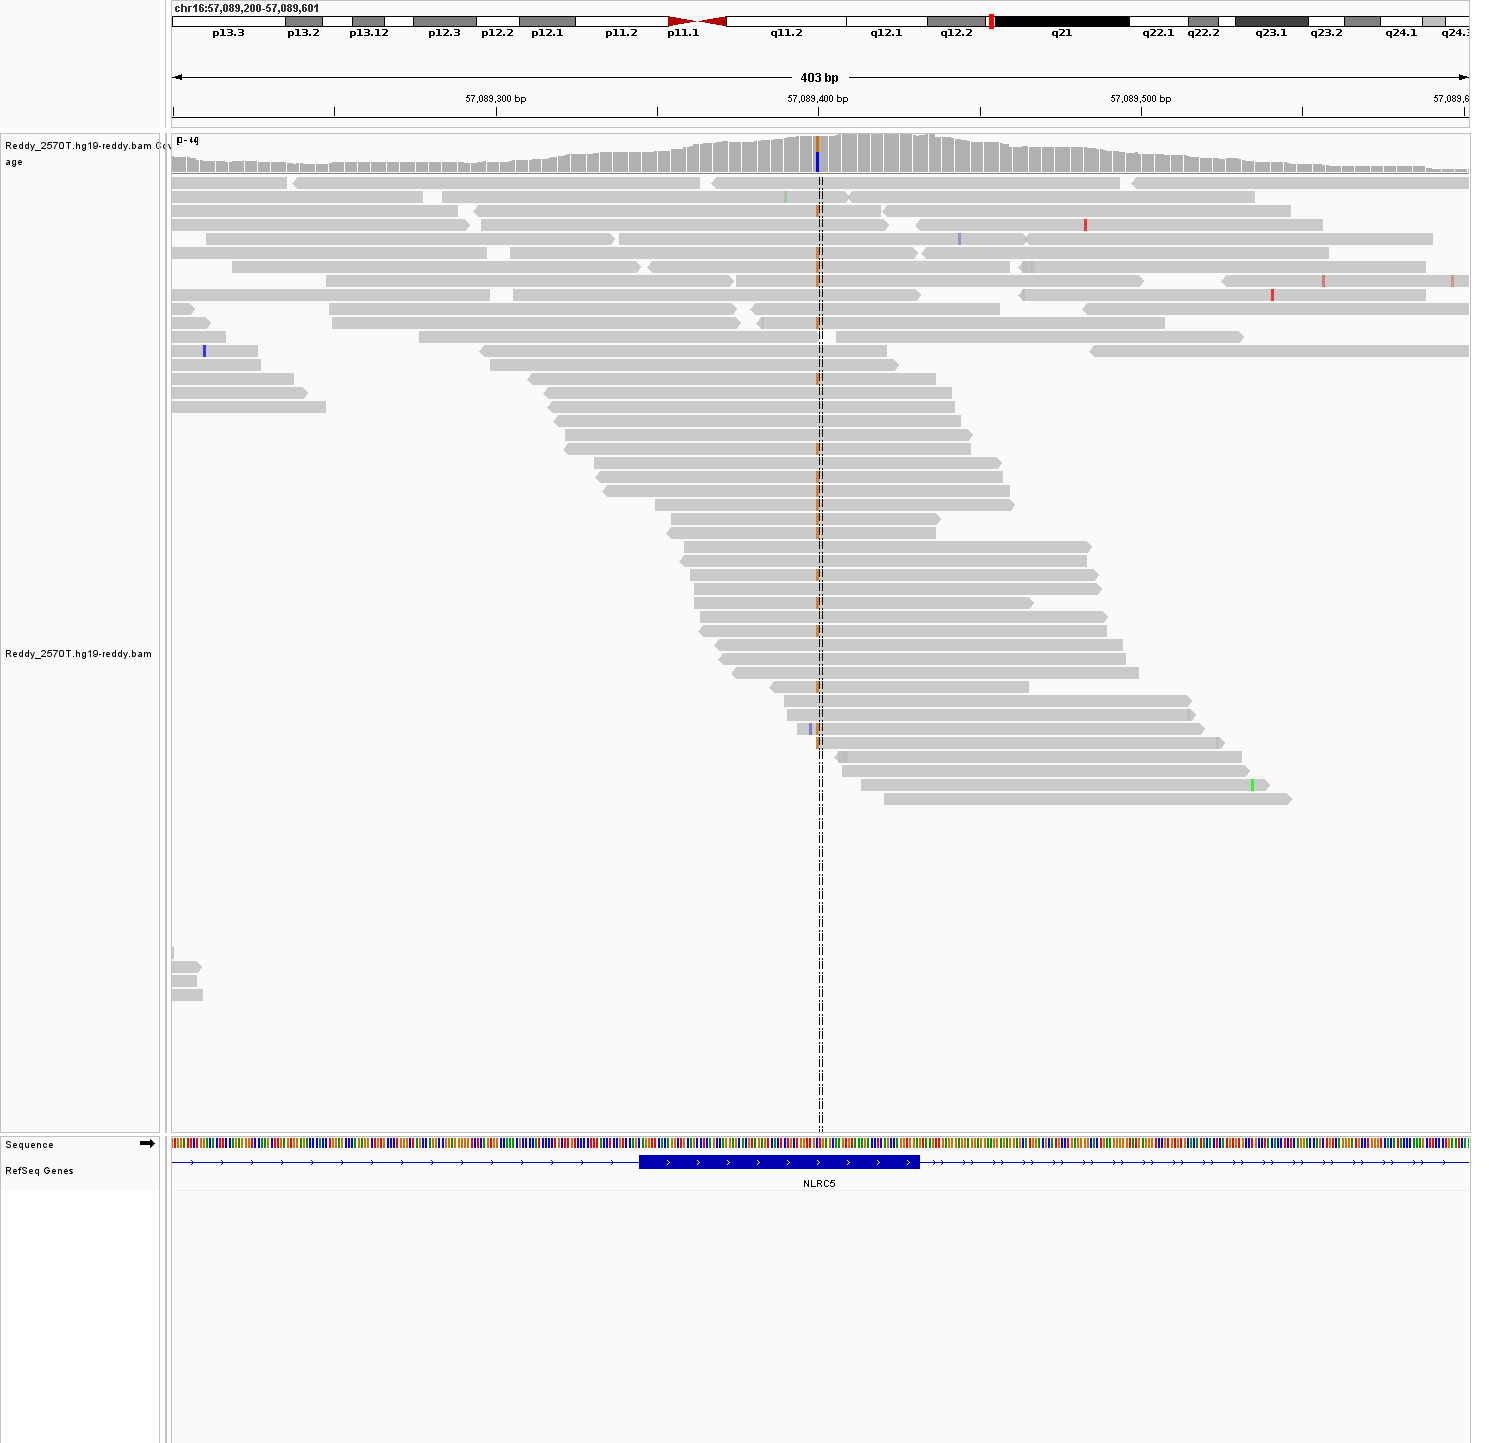 chr16:57,089,200-57,089,601
p13.3 p13.2 p13.12 p12.3 p12.2 p12.1 p11.2 p11.1 q11.2 q12.1 q12.2 q21 q22.1 q22.2 q23.1 q23.2 q24.1 q24.3
403 bp
57,089,300 bp 57,089,400 bp 57,089,500 bp 57,089,6
Reddy_2570T.hg19-reddy.bam Cov
age
[0 - 44]
Reddy_2570T.hg19-reddy.bam
Sequence
RefSeq Genes
NLRC5